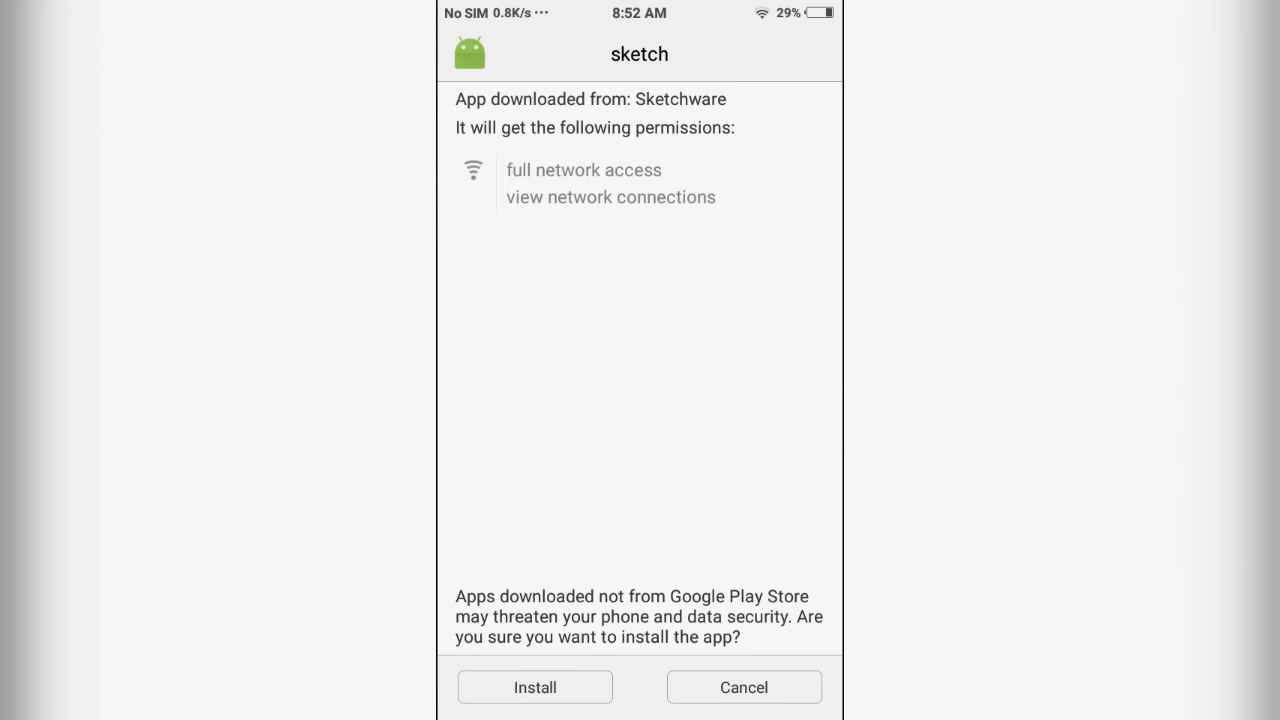 No SIM 0.8K/s ··· 8:52 AM 29%
sketch
App downloaded from: Sketchware
It will get the following permissions:
full network access
view network connections
Apps downloaded not from Google Play Store
may threaten your phone and data security. Are
you sure you want to install the app?
Install Cancel